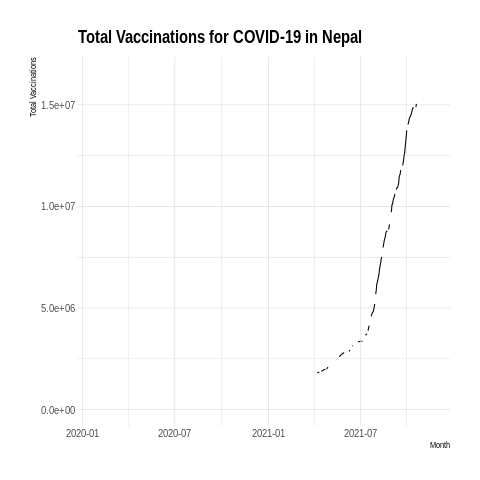 Total Vaccinations for COVID-19 in Nepal
Total Vaccinations
1.5e+07
1.0e+07
5.0e+06
0.0e+00
2020-01 2020-07 2021-01 2021-07
Month